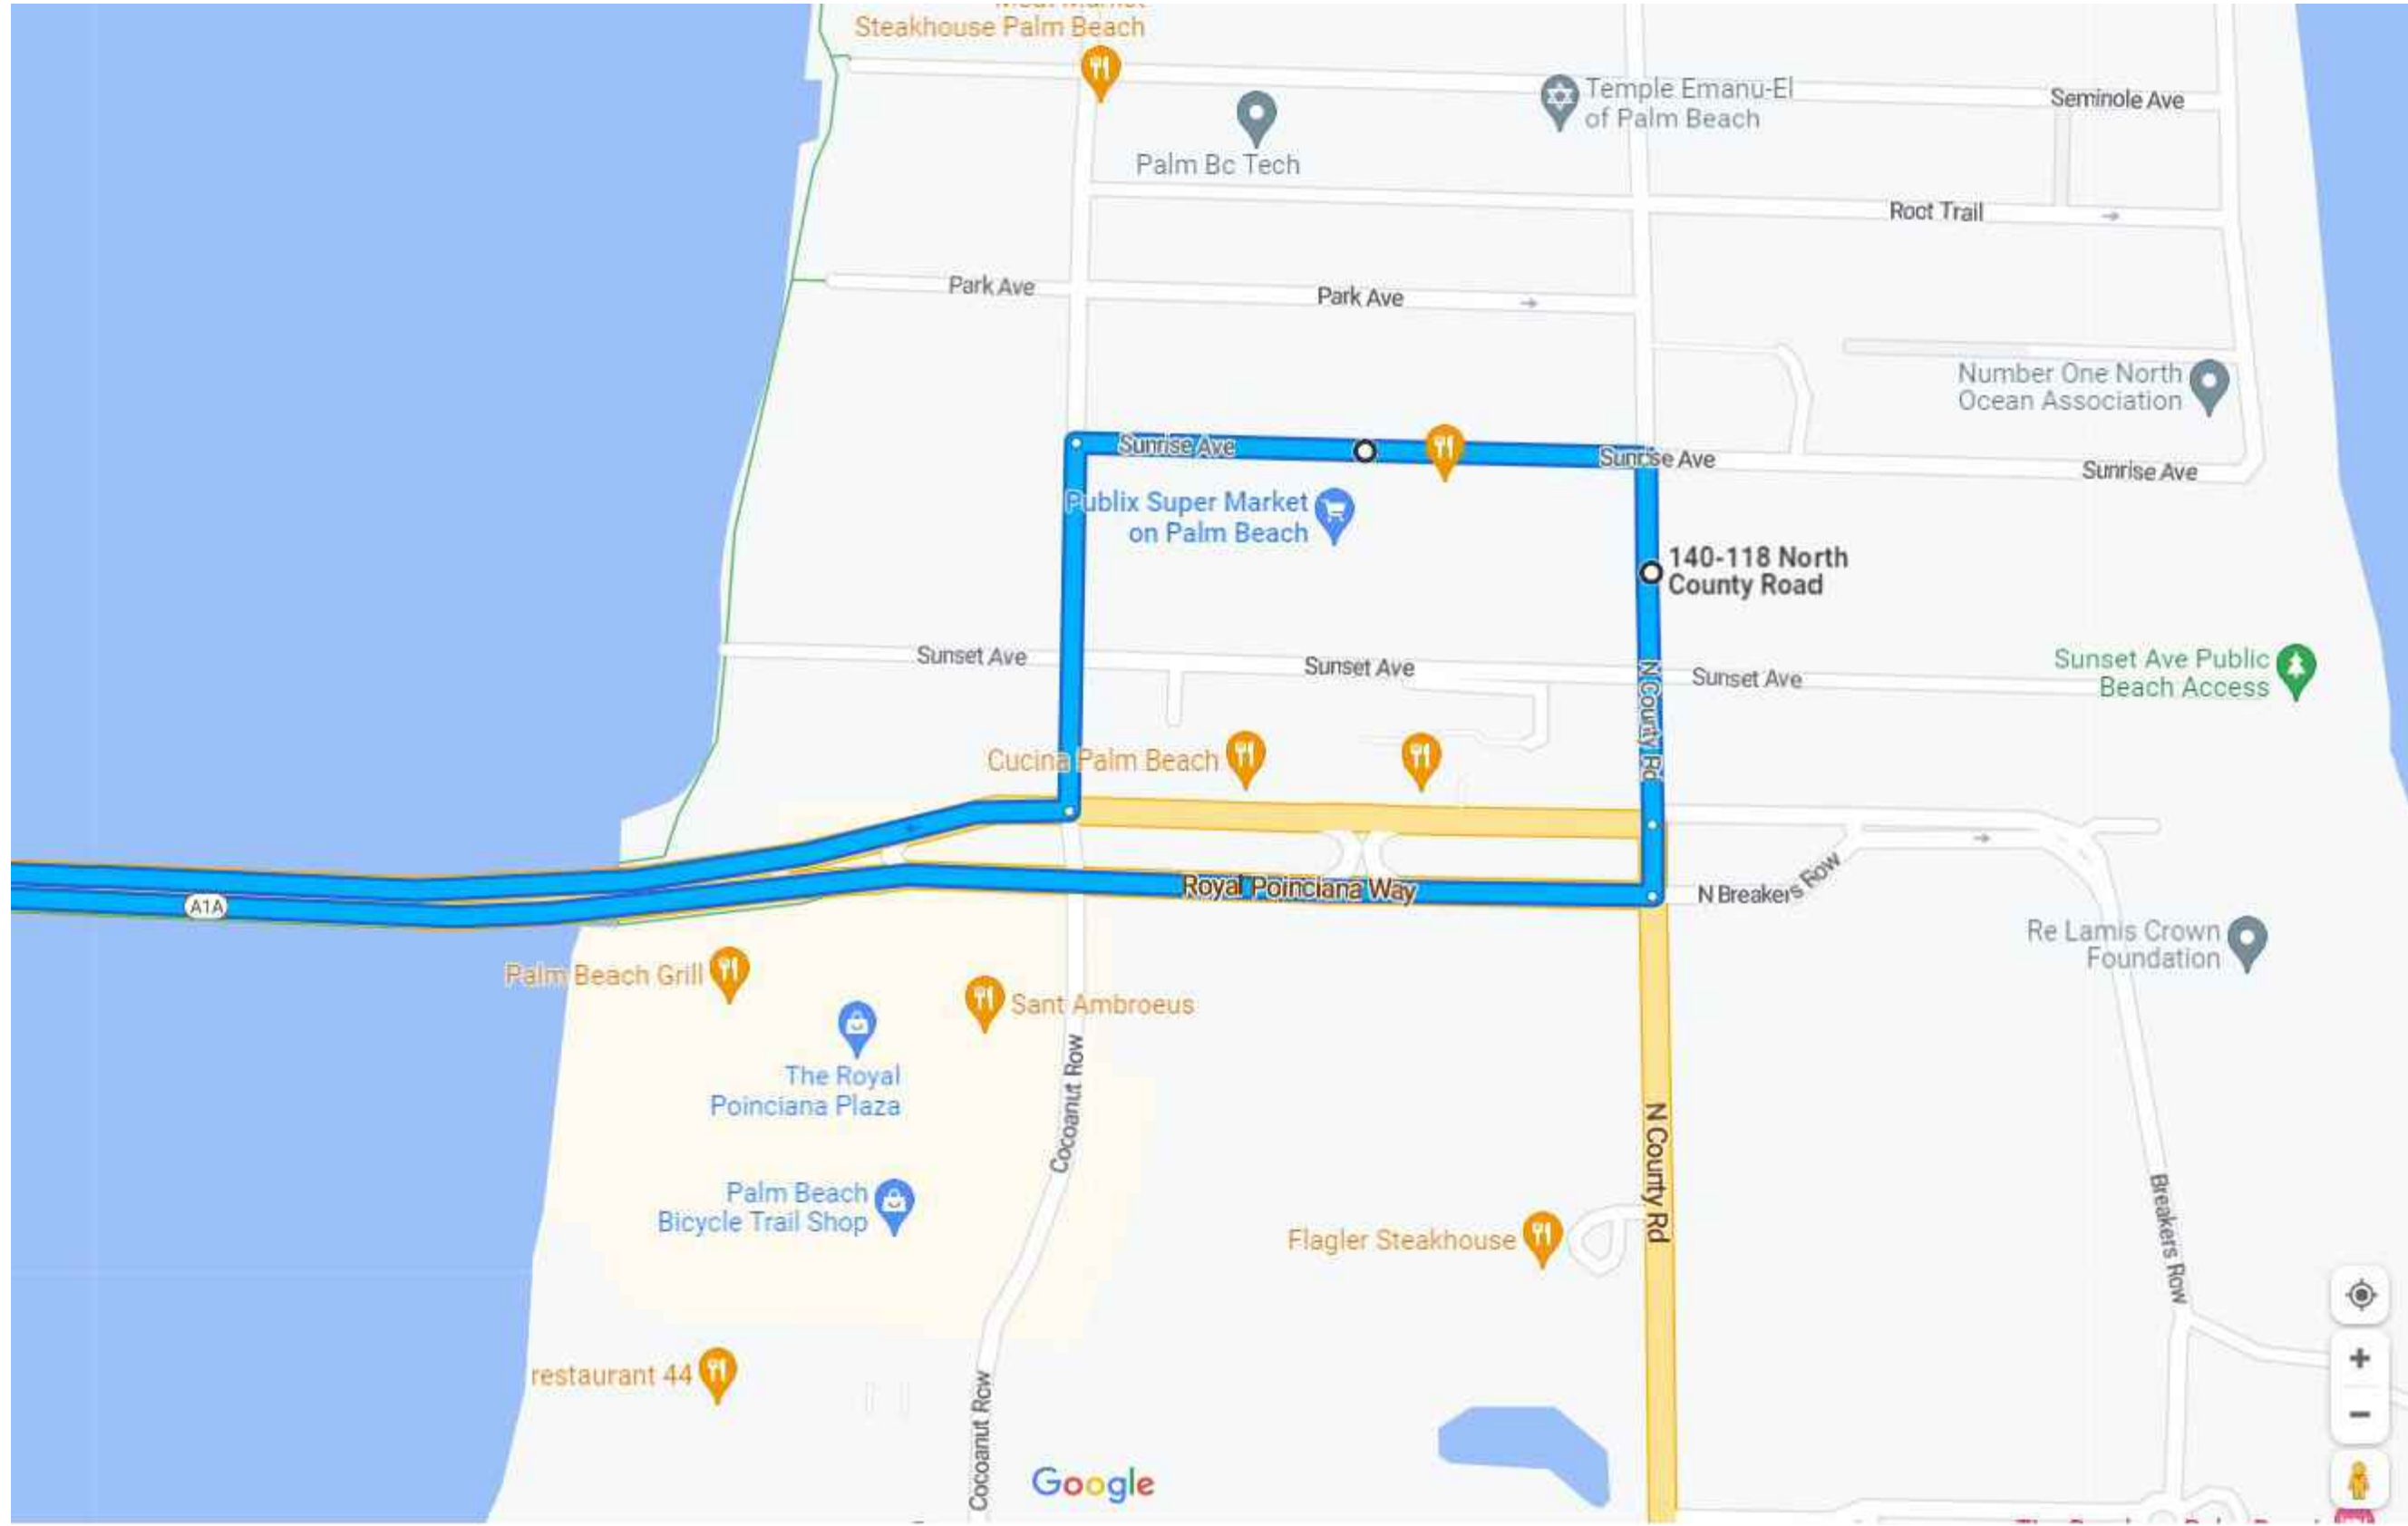 Steakhouse Palm Beach
Temple Emanu-El
of Palm Beach
Seminole Ave
Palm Bc Tech
Root Trail
Park Ave
Park Ave
Number One North
Ocean Association
Sunrise Ave
Sunrise Ave
Sunrise Ave
Publix Super Market
on Palm Beach
140-118 North
County Road
Sunset Ave
Sunset Ave
Sunset Ave
Sunset Ave Public
Beach Access
N County Rd
Cucina Palm Beach
Royal Poinciana Way
N Breakers Row
A1A
Re Lamis Crown
Foundation
Palm Beach Grill
Sant Ambroeus
The Royal
Poinciana Plaza
Cocoanut Row
N County Rd
Palm Beach
Bicycle Trail Shop
Flagler Steakhouse
Breakers Row
restaurant 44
Cocoanut Row
Google